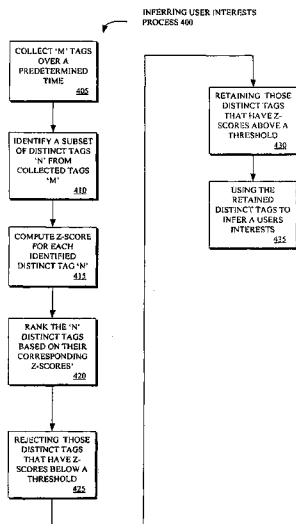 INFERRING USER INTERESTS
PROCESS 400
COLLECT 'M' TAGS
OVER A
PREDETERMINED
TIME
405
IDENTIFY A SUBSET
OF DISTINCT TAGS
'N' FROM
COLLECTED TAGS
'M'
410
COMPUTE Z-SCORE
FOR EACH
IDENTIFIED
DISTINCT TAG 'N'
415
RANK THE 'N'
DISTINCT TAGS
BASED ON THEIR
CORRESPONDING
Z-SCORES'
420
REJECTING THOSE
DISTINCT TAGS
THAT HAVE Z-
SCORES BELOW A
THRESHOLD
425
RETAINING THOSE
DISTINCT TAGS
THAT HAVE Z-
SCORES ABOVE A
THRESHOLD
430
USING THE
RETAINED
DISTINCT TAGS TO
INFER A USERS
INTERESTS
435